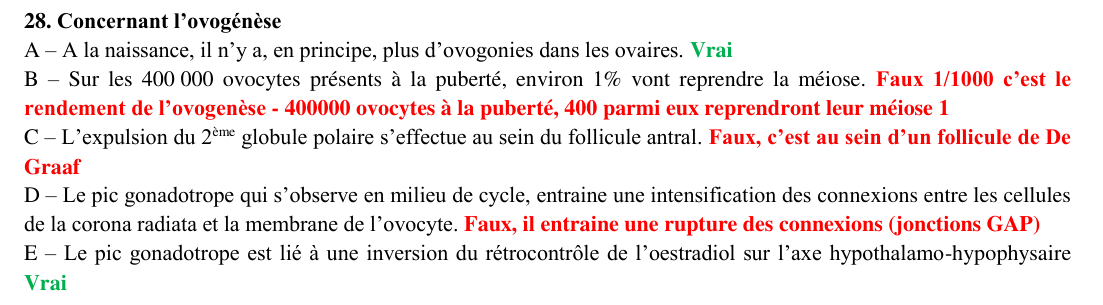 28. Concernant l’ovogénèse
A – A la naissance, il n’y a, en principe, plus d’ovogonies dans les ovaires. Vrai
B – Sur les 400 000 ovocytes présents à la puberté, environ 1% vont reprendre la méiose. Faux 1/1000 c’est le
rendement de l’ovogenèse - 400000 ovocytes à la puberté, 400 parmi eux reprendront leur méiose 1
C – L’expulsion du 2ème globule polaire s’effectue au sein du follicule antral. Faux, c’est au sein d’un follicule de De
Graaf
D – Le pic gonadotrope qui s’observe en milieu de cycle, entraine une intensification des connexions entre les cellules
de la corona radiata et la membrane de l’ovocyte. Faux, il entraine une rupture des connexions (jonctions GAP)
E – Le pic gonadotrope est lié à une inversion du rétrocontrôle de l’oestradiol sur l’axe hypothalamo-hypophysaire
Vrai